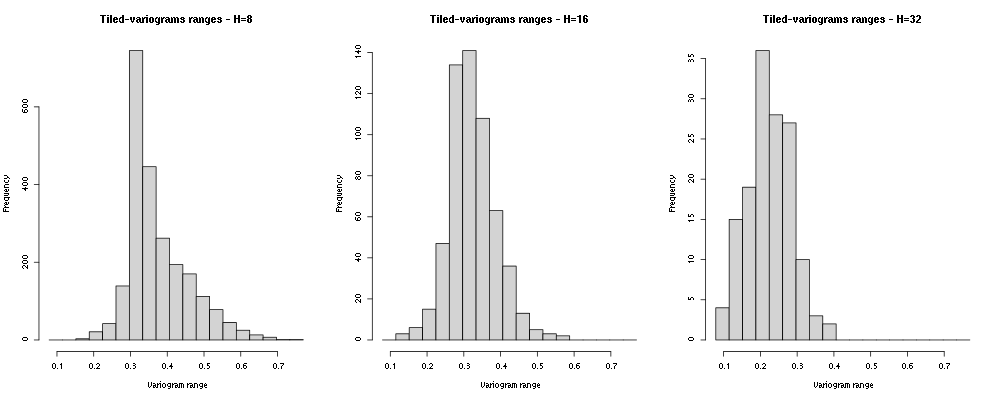 Tiled-variograms ranges - H=8
Frequency
0
200
400
600
0.1 0.2 0.3 0.4 0.5 0.6 0.7
Variogram range
Tiled-variograms ranges - H=16
Frequency
0
20
40
60
80
100
120
140
0.1 0.2 0.3 0.4 0.5 0.6 0.7
Variogram range
Tiled-variograms ranges - H=32
Frequency
0
5
10
15
20
25
30
35
0.1 0.2 0.3 0.4 0.5 0.6 0.7
Variogram range